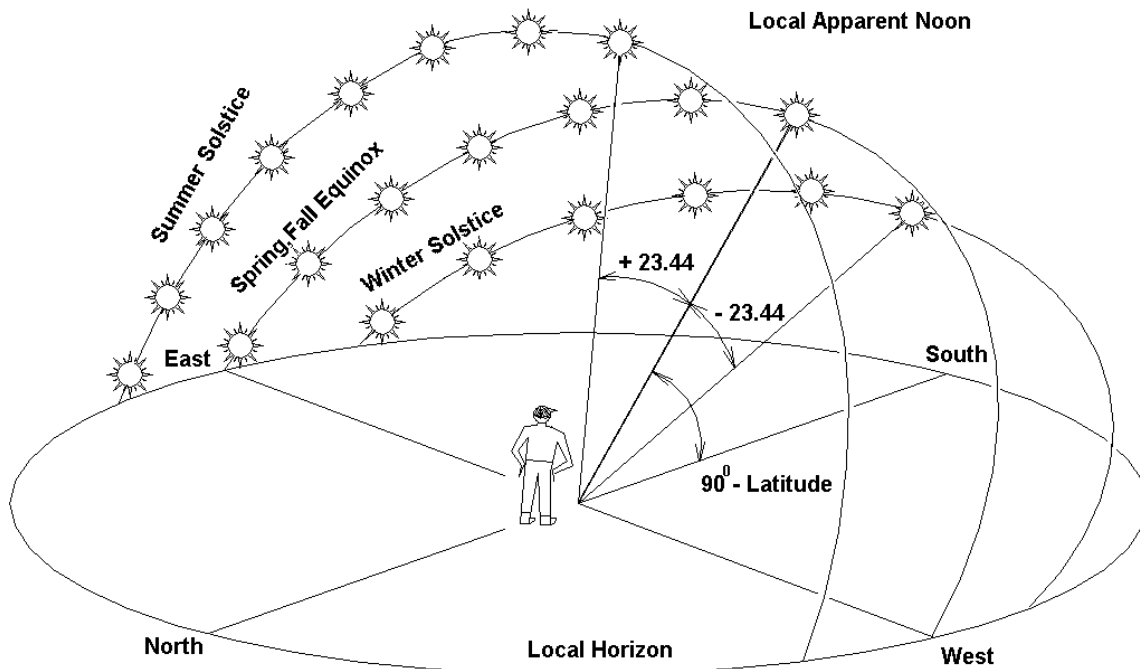 Local Apparent Noon
Summer Solstice
Spring,Fall Equinox
Winter Solstice
+ 23.44
- 23.44
East
South
90⁰ - Latitude
North
Local Horizon
West